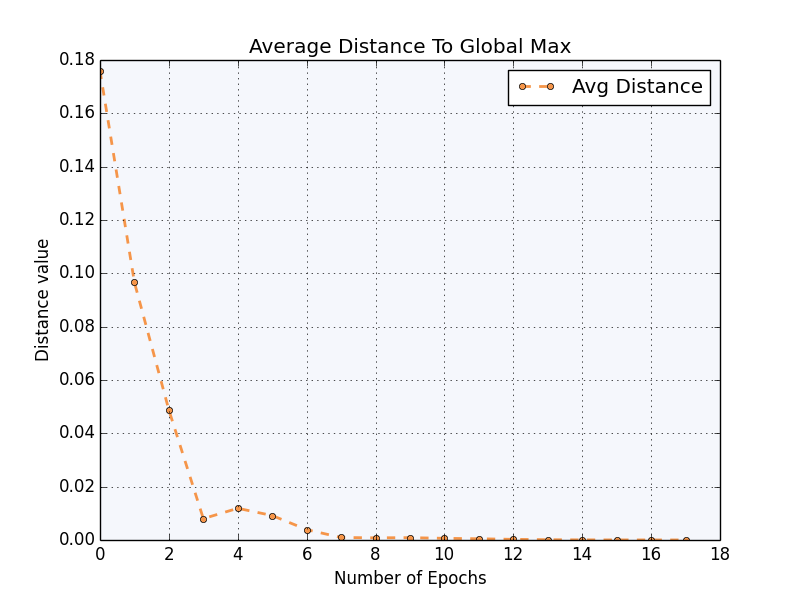 Average Distance To Global Max
Avg Distance
0.18
0.16
0.14
0.12
0.10
0.08
0.06
0.04
0.02
0.00
Distance value
0 2 4 6 8 10 12 14 16 18
Number of Epochs